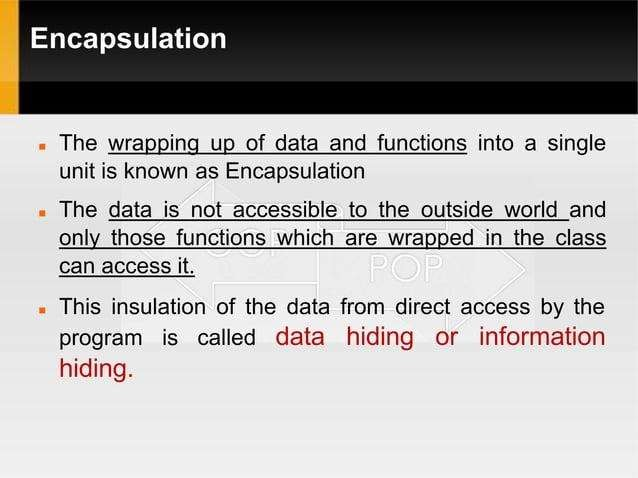 Encapsulation
The wrapping up of data and functions into a single
unit is known as Encapsulation
The data is not accessible to the outside world and
only those functions which are wrapped in the class
can access it.
OOP
POP
This insulation of the data from direct access by the
program is called data hiding or information
hiding.